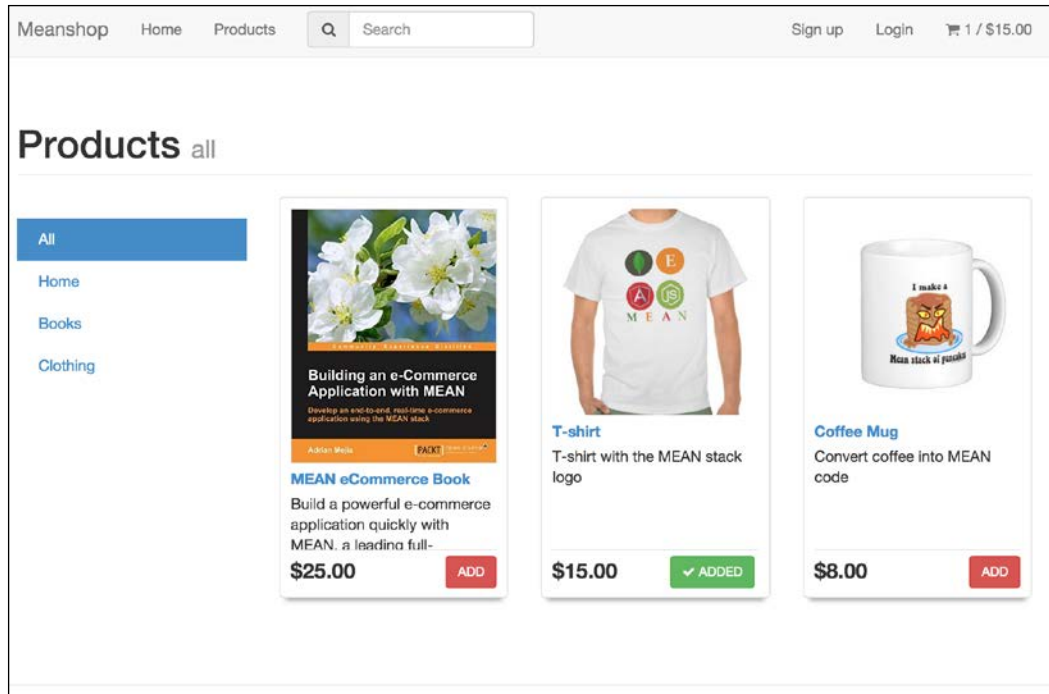 Meanshop Home Products Search Sign up Login 1 / $15.00
Products all
All
Home
Books
Clothing
Community Experience Distilled
Building an e-Commerce
Application with MEAN
Develop an end-to-end, real-time e-commerce
application using the MEAN stack
Adrian Mejia PACKT
MEAN eCommerce Book
Build a powerful e-commerce
application quickly with
MEAN, a leading full-
$25.00 ADD
E
A JS
M E A N
T-shirt
T-shirt with the MEAN stack
logo
$15.00 ADDED
I make a
Mean stack of pancakes
Coffee Mug
Convert coffee into MEAN
code
$8.00 ADD